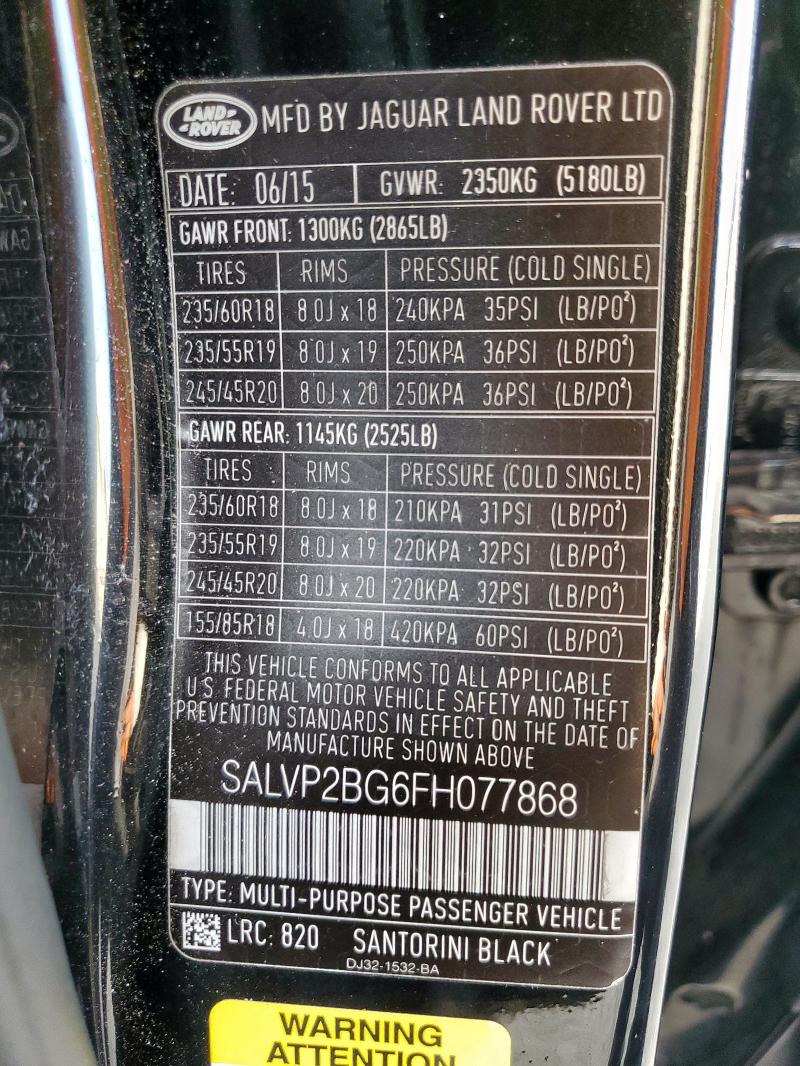 LAND ROVER MFD BY JAGUAR LAND ROVER LTD
DATE: 06/15 GVWR: 2350KG (5180LB)
GAWR FRONT: 1300KG (2865LB)
TIRES RIMS PRESSURE (COLD SINGLE)
235/60R18 8.0J x 18 240KPA 35PSI (LB/PO²)
235/55R19 8.0J x 19 250KPA 36PSI (LB/PO²)
245/45R20 8.0J x 20 250KPA 36PSI (LB/PO²)
GAWR REAR: 1145KG (2525LB)
TIRES RIMS PRESSURE (COLD SINGLE)
235/60R18 8.0J x 18 210KPA 31PSI (LB/PO²)
235/55R19 8.0J x 19 220KPA 32PSI (LB/PO²)
245/45R20 8.0J x 20 220KPA 32PSI (LB/PO²)
155/85R18 4.0J x 18 420KPA 60PSI (LB/PO²)
THIS VEHICLE CONFORMS TO ALL APPLICABLE
U.S. FEDERAL MOTOR VEHICLE SAFETY AND THEFT
PREVENTION STANDARDS IN EFFECT ON THE DATE OF
MANUFACTURE SHOWN ABOVE
SALVP2BG6FH077868
TYPE: MULTI-PURPOSE PASSENGER VEHICLE
LRC: 820 SANTORINI BLACK
DJ32-1532-BA
WARNING
ATTENTION